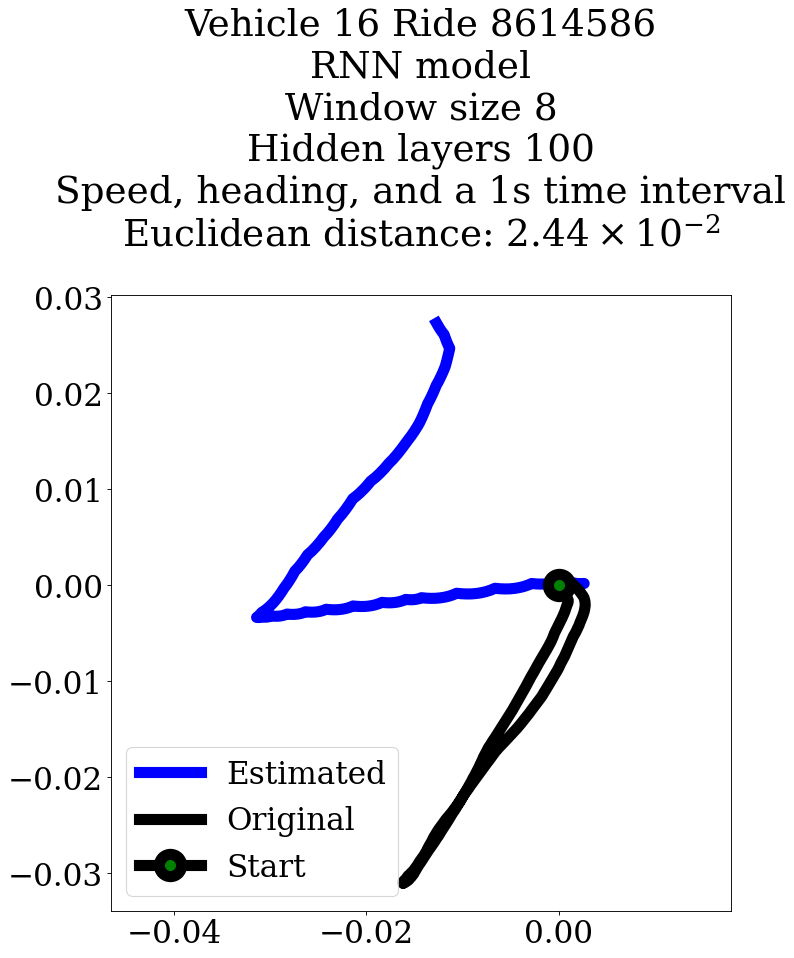 Vehicle 16 Ride 8614586
RNN model
Window size 8
Hidden layers 100
Speed, heading, and a 1s time interval
Euclidean distance: 2.44 × 10⁻²
0.03
0.02
0.01
0.00
−0.01
−0.02
−0.03
Estimated
Original
Start
−0.04
−0.02
0.00